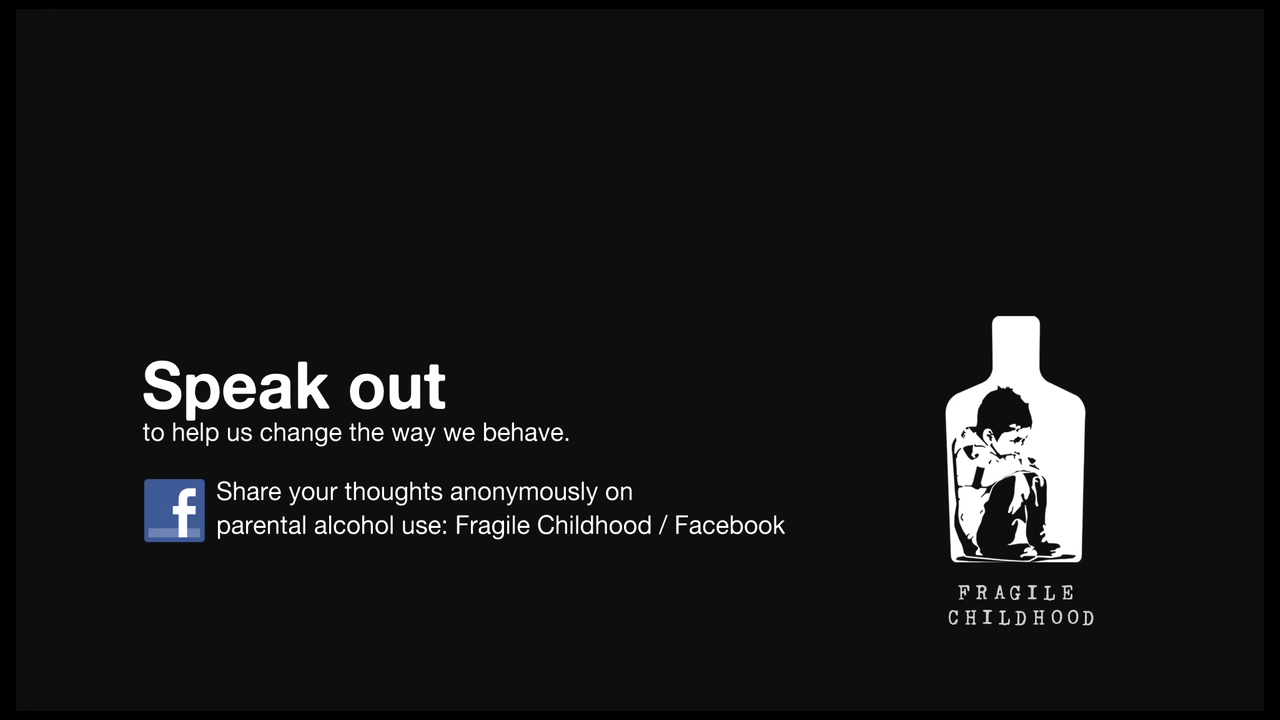 Speak out
to help us change the way we behave.
f
Share your thoughts anonymously on
parental alcohol use: Fragile Childhood / Facebook
FRAGILE
CHILDHOOD